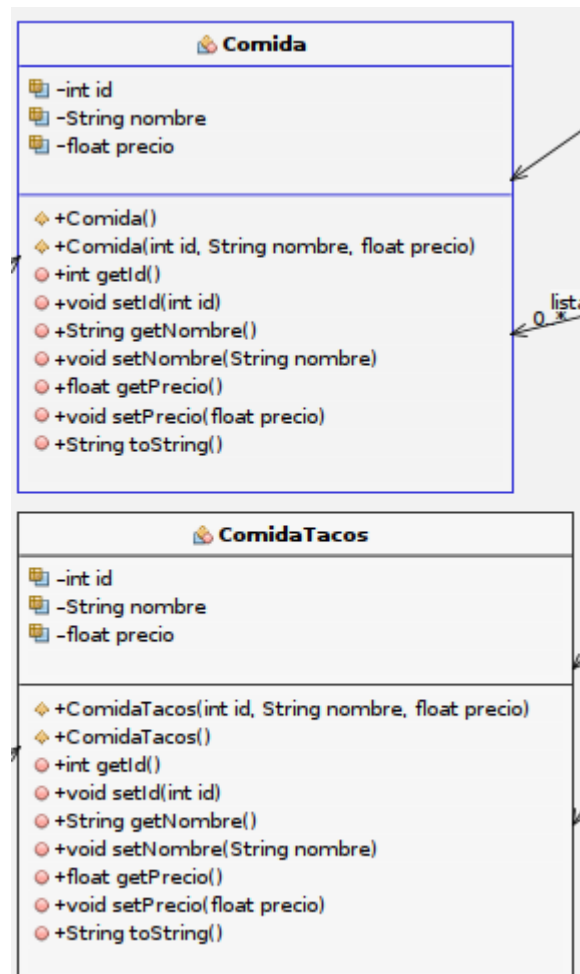 Comida
-int id
-String nombre
-float precio
+Comida()
+Comida(int id, String nombre, float precio)
+int getId()
+void setId(int id)
+String getNombre()
+void setNombre(String nombre)
+float getPrecio()
+void setPrecio(float precio)
+String toString()
0..*
ComidaTacos
-int id
-String nombre
-float precio
+ComidaTacos(int id, String nombre, float precio)
+ComidaTacos()
+int getId()
+void setId(int id)
+String getNombre()
+void setNombre(String nombre)
+float getPrecio()
+void setPrecio(float precio)
+String toString()